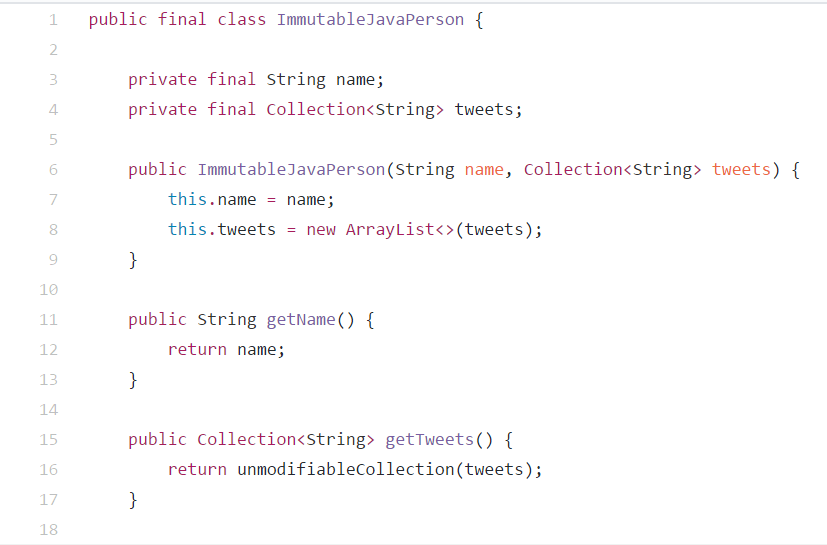 1 public final class ImmutableJavaPerson {
2
3 private final String name;
4 private final Collection<String> tweets;
5
6 public ImmutableJavaPerson(String name, Collection<String> tweets) {
7 this.name = name;
8 this.tweets = new ArrayList<>(tweets);
9 }
10
11 public String getName() {
12 return name;
13 }
14
15 public Collection<String> getTweets() {
16 return unmodifiableCollection(tweets);
17 }
18